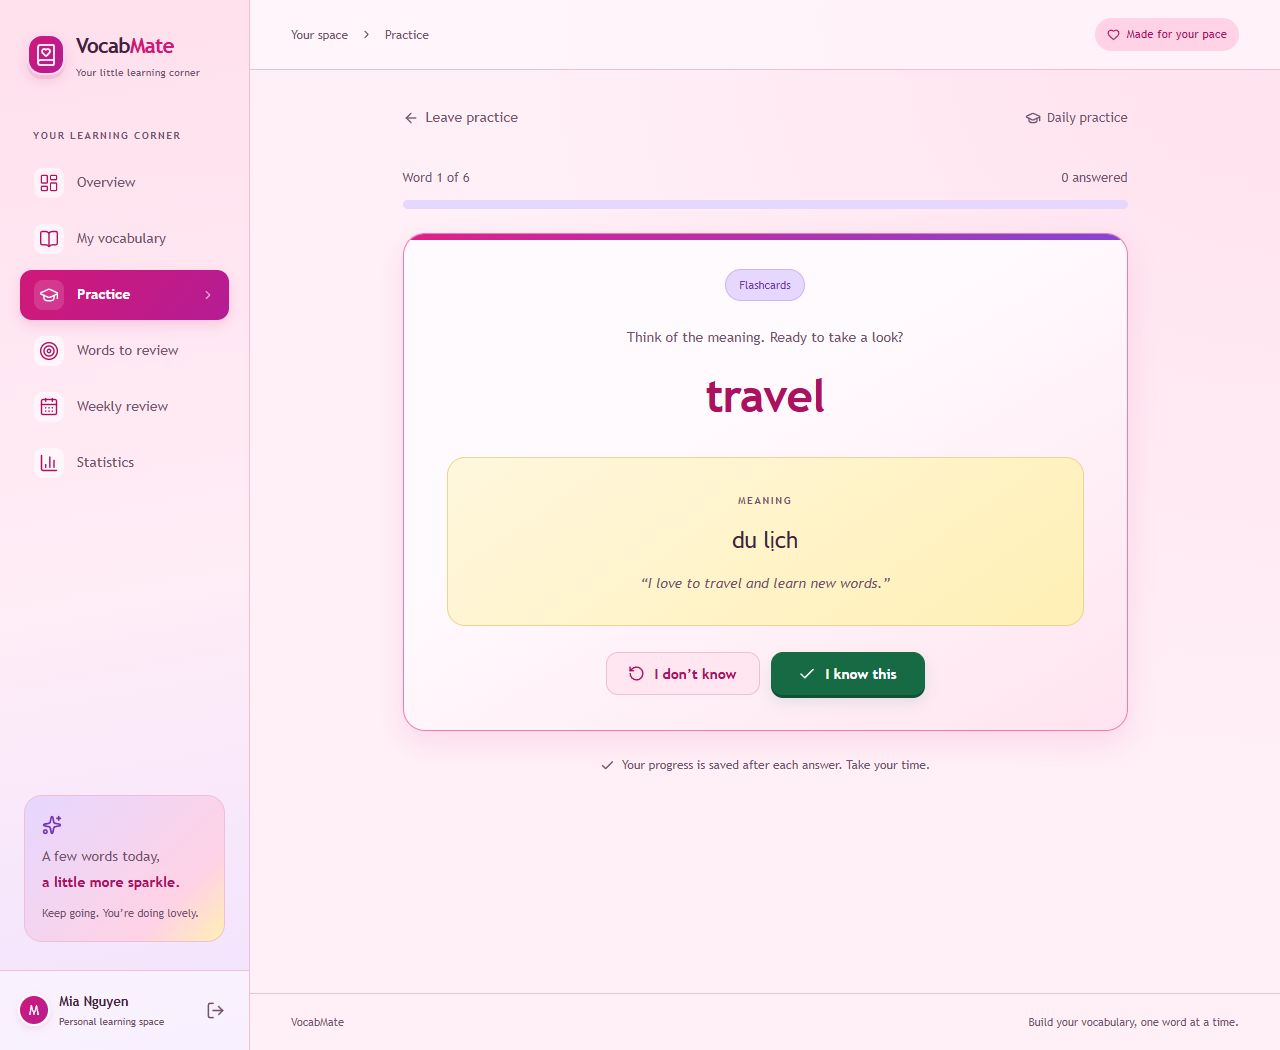 VocabMate
Your little learning corner
YOUR LEARNING CORNER
Overview
My vocabulary
Practice
Words to review
Weekly review
Statistics
A few words today,
a little more sparkle.
Keep going. You’re doing lovely.
M
Mia Nguyen
Personal learning space
Your space
Practice
Made for your pace
Leave practice
Daily practice
Word 1 of 6
0 answered
Flashcards
Think of the meaning. Ready to take a look?
travel
MEANING
du lịch
“I love to travel and learn new words.”
I don’t know
I know this
Your progress is saved after each answer. Take your time.
VocabMate
Build your vocabulary, one word at a time.